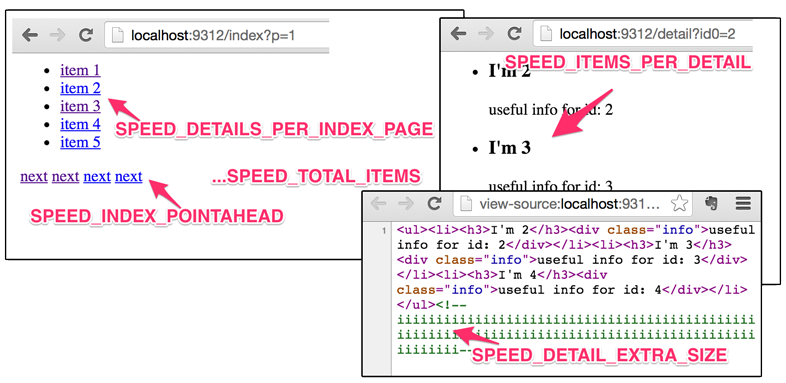 localhost:9312/index?p=1
• item 1
• item 2
• item 3
• item 4
• item 5
SPEED_DETAILS_PER_INDEX_PAGE
next next next next
...SPEED_TOTAL_ITEMS
SPEED_INDEX_POINTAHEAD
localhost:9312/detail?id0=2
SPEED_ITEMS_PER_DETAIL
• I'm 2
useful info for id: 2
• I'm 3
useful info for id: 3
view-source:localhost:931...
1
<ul><li><h3>I'm 2</h3><div class="info">useful
info for id: 2</div></li><li><h3>I'm 3</h3>
<div class="info">useful info for id: 3</div>
</li><li><h3>I'm 4</h3><div
class="info">useful info for id: 4</div></li>
</ul><!--
iiiiiiiiiiiiiiiiiiiiiiiiiiiiiiiiiiiiiiiiiiiii
iiiiiiiiiiiiiiiiiiiiiiiiiiiiiiiiiiiiiiiiiiiii
iiiiiiii--
SPEED_DETAIL_EXTRA_SIZE